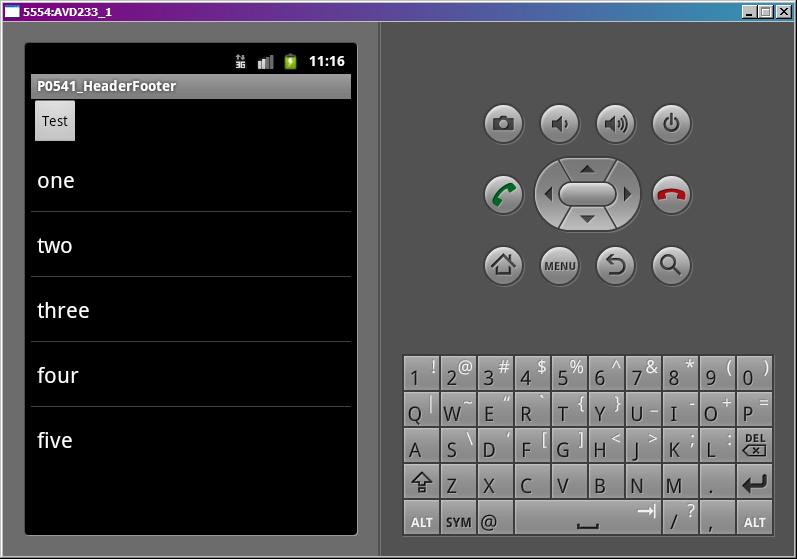 5554:AVD233_1
3G 11:16
P0541_HeaderFooter
Test
one
two
three
four
five
MENU
1 ! 2 @ 3 # 4 $ 5 % 6 ^ 7 & 8 * 9 ( 0 )
Q | W ~ E “ R ` T { Y } U _ I - O + P =
A S \ D ‘ F [ G ] H < J > K ; L : DEL
Z X C V B N M .
ALT SYM @ / ? , ALT